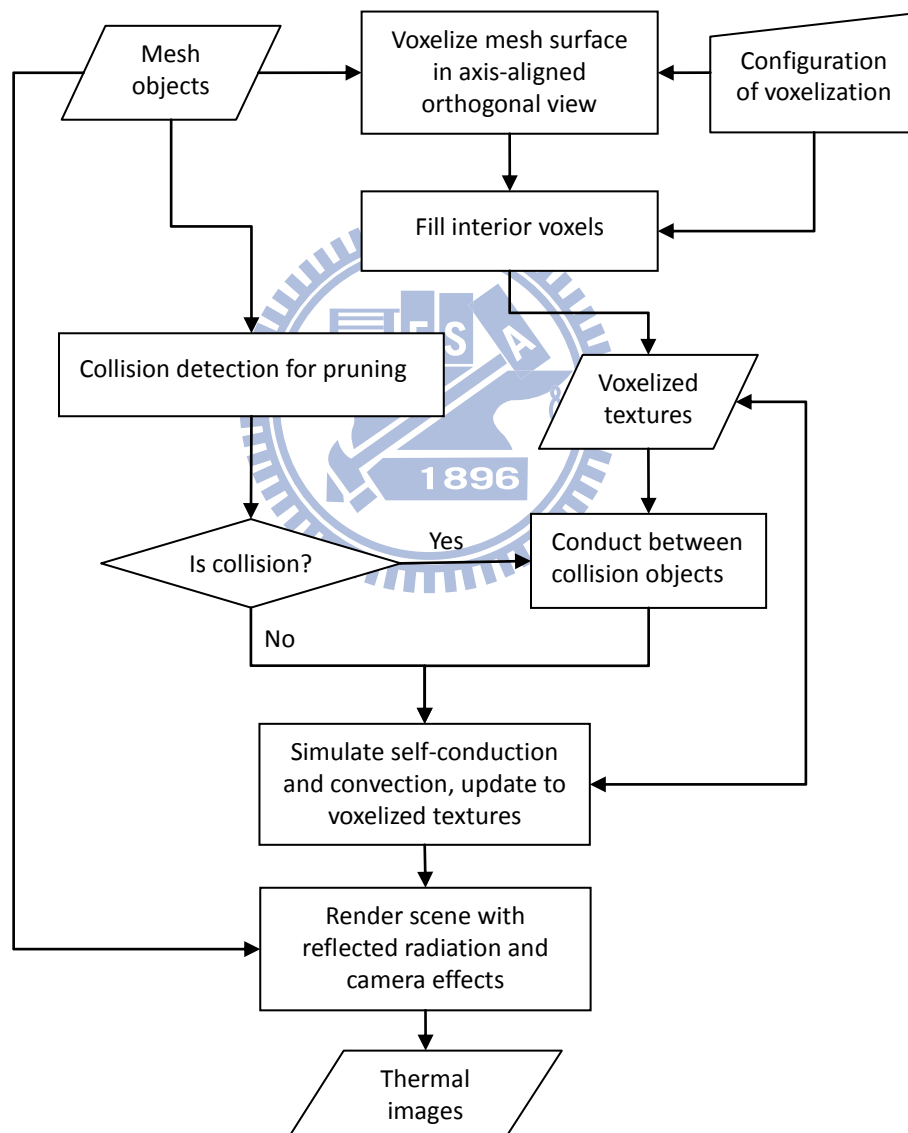 Mesh
objects
Voxelize mesh surface
in axis-aligned
orthogonal view
Configuration
of voxelization
Fill interior voxels
Collision detection for pruning
Voxelized
textures
E S A
1896
Is collision?
Yes
Conduct between
collision objects
No
Simulate self-conduction
and convection, update to
voxelized textures
Render scene with
reflected radiation and
camera effects
Thermal
images